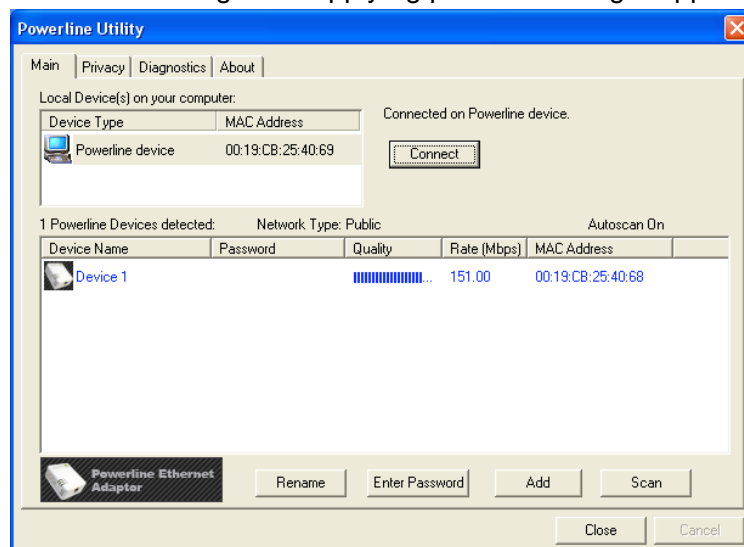 Powerline Utility
Main Privacy Diagnostics About
Local Device(s) on your computer:
Device Type MAC Address
Powerline device 00:19:CB:25:40:69
Connected on Powerline device.
Connect
1 Powerline Devices detected: Network Type: Public Autoscan On
Device Name Password Quality Rate (Mbps) MAC Address
Device 1 151.00 00:19:CB:25:40:68
Powerline Ethernet
Adaptor
Rename Enter Password Add Scan
Close Cancel